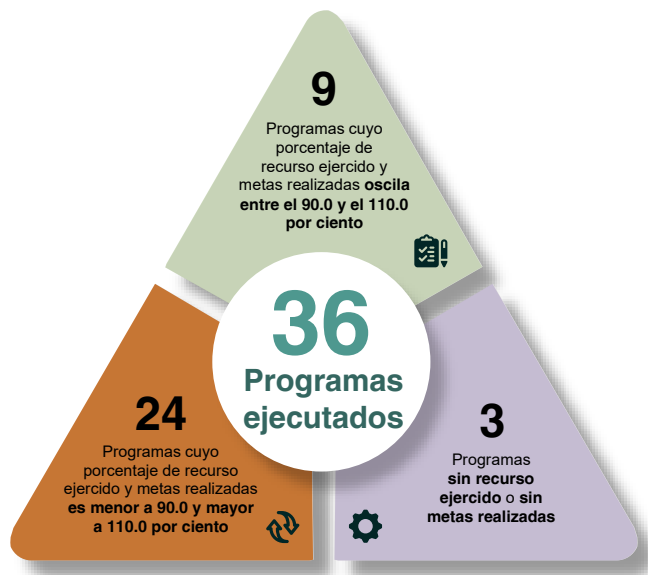 9
Programas cuyo
porcentaje de
recurso ejercido y
metas realizadas oscila
entre el 90.0 y el 110.0
por ciento
36
Programas
ejecutados
24
Programas cuyo
porcentaje de recurso
ejercido y metas realizadas
es menor a 90.0 y mayor
a 110.0 por ciento
3
Programas
sin recurso
ejercido o sin
metas realizadas